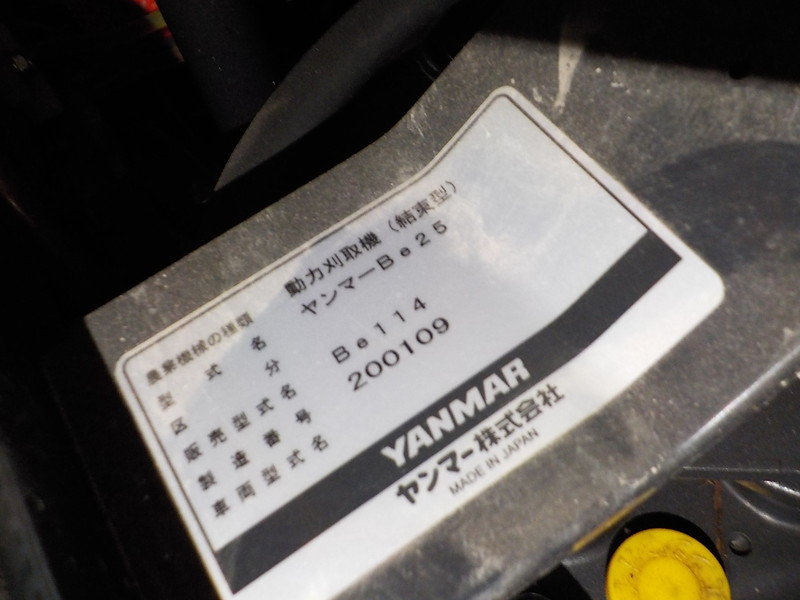 農業機械の種類 動力刈取機（結束型）
型式名 ヤンマーＢｅ２５
区分
販売型式名 Ｂｅ１１４
製造番号 200109
車両型式名
YANMAR
ヤンマー株式会社
MADE IN JAPAN